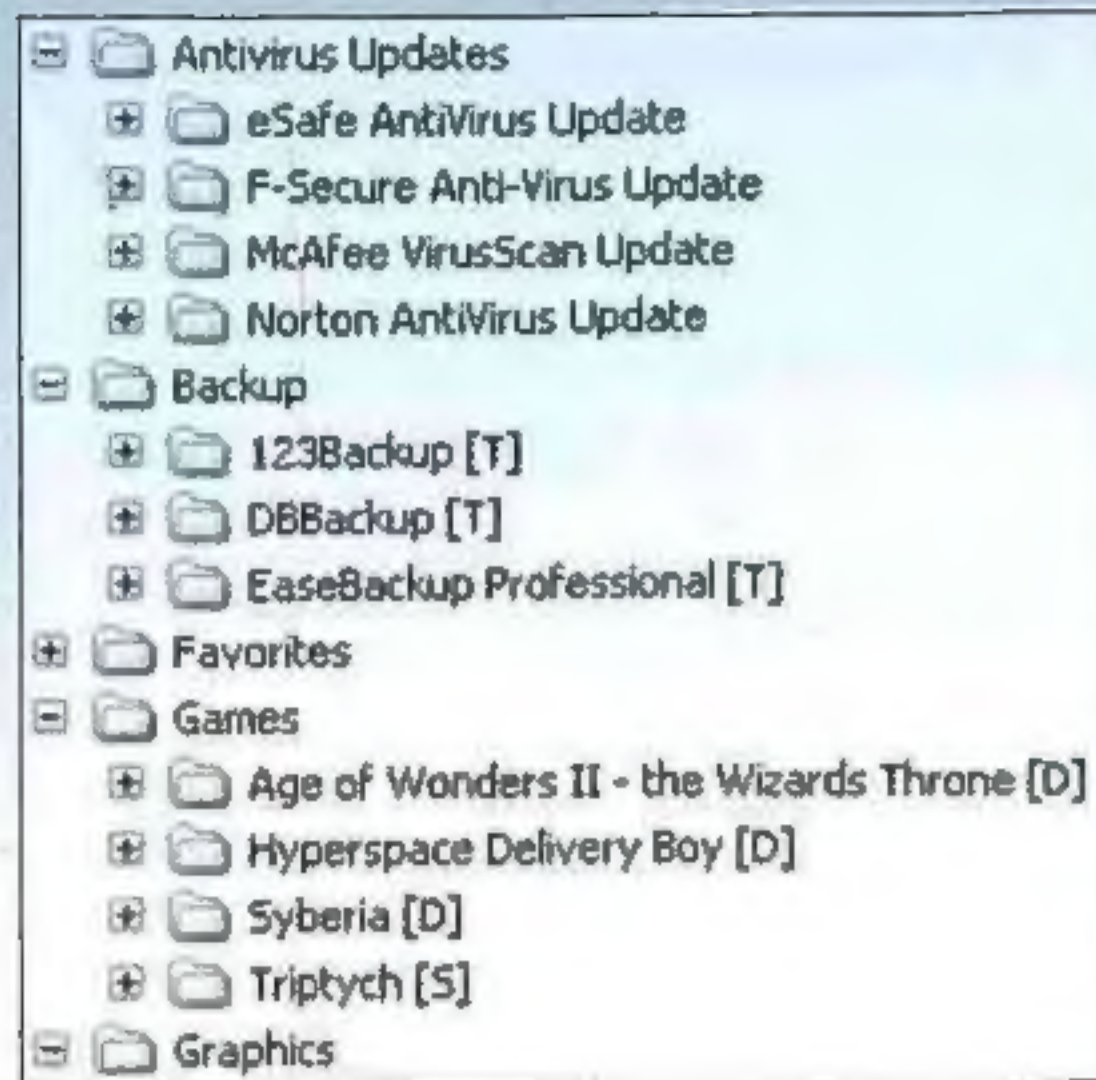 Antivirus Updates
eSafe AntiVirus Update
F-Secure Anti-Virus Update
McAfee VirusScan Update
Norton AntiVirus Update
Backup
123Backup [T]
DBBackup [T]
EaseBackup Professional [T]
Favorites
Games
Age of Wonders II - the Wizards Throne [D]
Hyperspace Delivery Boy [D]
Syberia [D]
Triptych [S]
Graphics